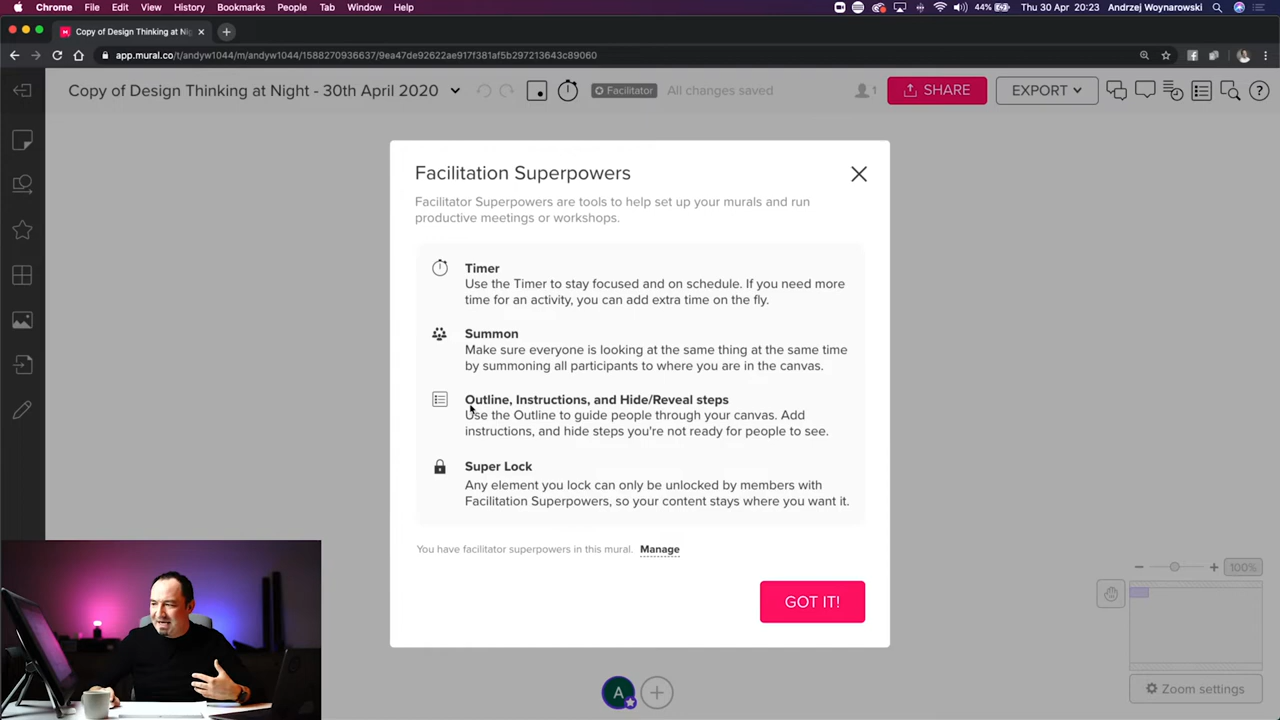 Chrome File Edit View History Bookmarks People Tab Window Help
44% Thu 30 Apr 20:23 Andrzej Woynarowski
Copy of Design Thinking at Nig
app.mural.co/t/andyw1044/m/andyw1044/1588270936637/9ea47de92622ae917f381af5b297213643c89060
Copy of Design Thinking at Night - 30th April 2020
Facilitator
All changes saved
1
SHARE
EXPORT
Facilitation Superpowers
Facilitator Superpowers are tools to help set up your murals and run
productive meetings or workshops.
Timer
Use the Timer to stay focused and on schedule. If you need more
time for an activity, you can add extra time on the fly.
Summon
Make sure everyone is looking at the same thing at the same time
by summoning all participants to where you are in the canvas.
Outline, Instructions, and Hide/Reveal steps
Use the Outline to guide people through your canvas. Add
instructions, and hide steps you're not ready for people to see.
Super Lock
Any element you lock can only be unlocked by members with
Facilitation Superpowers, so your content stays where you want it.
You have facilitator superpowers in this mural. Manage
GOT IT!
100%
Zoom settings
A